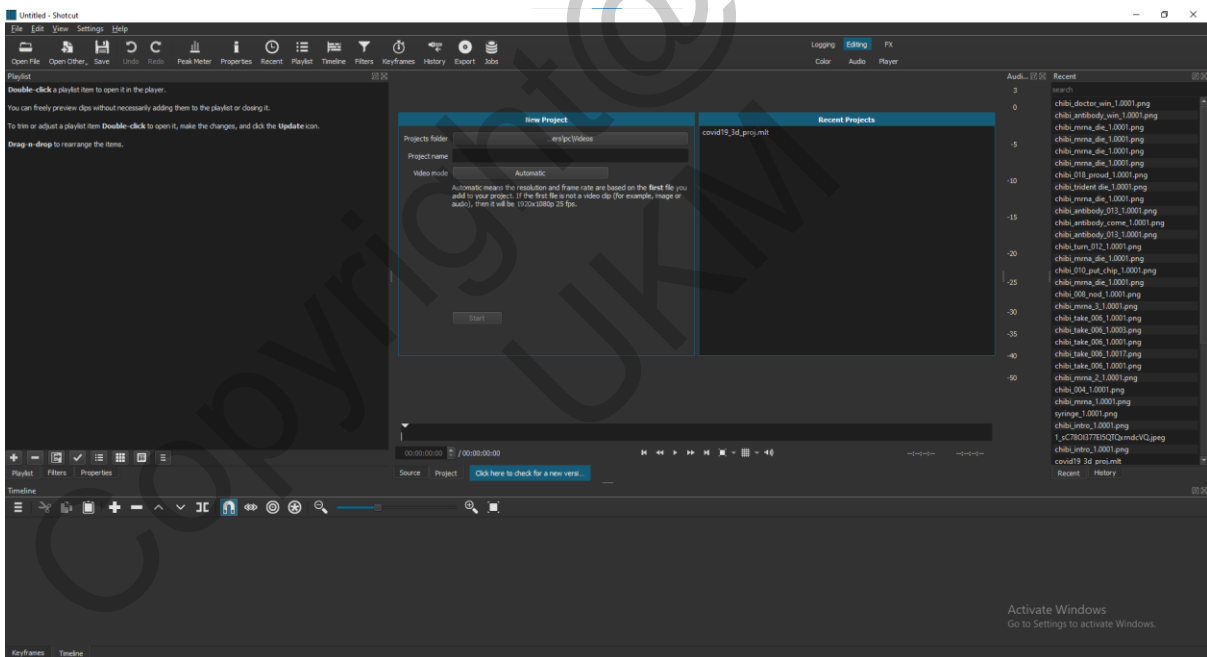 Untitled - Shotcut
File Edit View Settings Help
Open File Open Other... Save Undo Redo Peak Meter Properties Recent Playlist Timeline Filters Keyframes History Export Jobs
Logging Editing FX
Color Audio Player
Playlist
Double-click a playlist item to open it in the player.
You can freely preview clips without necessarily adding them to the playlist or closing it.
To trim or adjust a playlist item Double-click to open it, make the changes, and click the Update icon.
Drag-n-drop to rearrange the items.
Playlist Filters Properties
New Project
Projects folder ...ers\pc\Videos
Project name
Video mode Automatic
Automatic means the resolution and frame rate are based on the first file you
add to your project. If the first file is not a video clip (for example, image or
audio), then it will be 1920x1080p 25 fps.
Start
Recent Projects
covid19_3d_proj.mlt
00:00:00:00 / 00:00:00:00
--:--:--:-- --:--:--:--
Source Project Click here to check for a new versi...
Audi...
3
0
-5
-10
-15
-20
-25
-30
-35
-40
-50
Recent
search
chibi_doctor_win_1.0001.png
chibi_antibody_win_1.0001.png
chibi_mrna_die_1.0001.png
chibi_mrna_die_1.0001.png
chibi_mrna_die_1.0001.png
chibi_mrna_die_1.0001.png
chibi_018_proud_1.0001.png
chibi_trident die_1.0001.png
chibi_mrna_die_1.0001.png
chibi_antibody_013_1.0001.png
chibi_antibody_come_1.0001.png
chibi_antibody_013_1.0001.png
chibi_turn_012_1.0001.png
chibi_mrna_die_1.0001.png
chibi_010_put_chip_1.0001.png
chibi_mrna_die_1.0001.png
chibi_008_nod_1.0001.png
chibi_mrna_3_1.0001.png
chibi_take_006_1.0001.png
chibi_take_006_1.0003.png
chibi_take_006_1.0001.png
chibi_take_006_1.0017.png
chibi_take_006_1.0001.png
chibi_mrna_2_1.0001.png
chibi_004_1.0001.png
chibi_mrna_1.0001.png
syringe_1.0001.png
chibi_intro_1.0001.png
chibi_intro_1.0001.png
covid19_3d_proj.mlt
Recent History
Timeline
Activate Windows
Go to Settings to activate Windows.
Keyframes Timeline
Copyright@
UKM